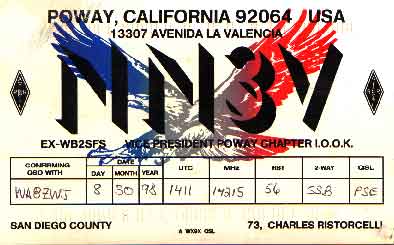 POWAY, CALIFORNIA 92064 USA
13307 AVENIDA LA VALENCIA
NN3V
EX-WB2SFS VICE PRESIDENT POWAY CHAPTER I.O.O.K.
CONFIRMING QSO WITH DATE DAY MONTH YEAR UTC MHz RST 2-WAY QSL
8 30 98 1411 14215 56 SSB PSE
SAN DIEGO COUNTY A WX9X QSL 73, CHARLES RISTORCELLI